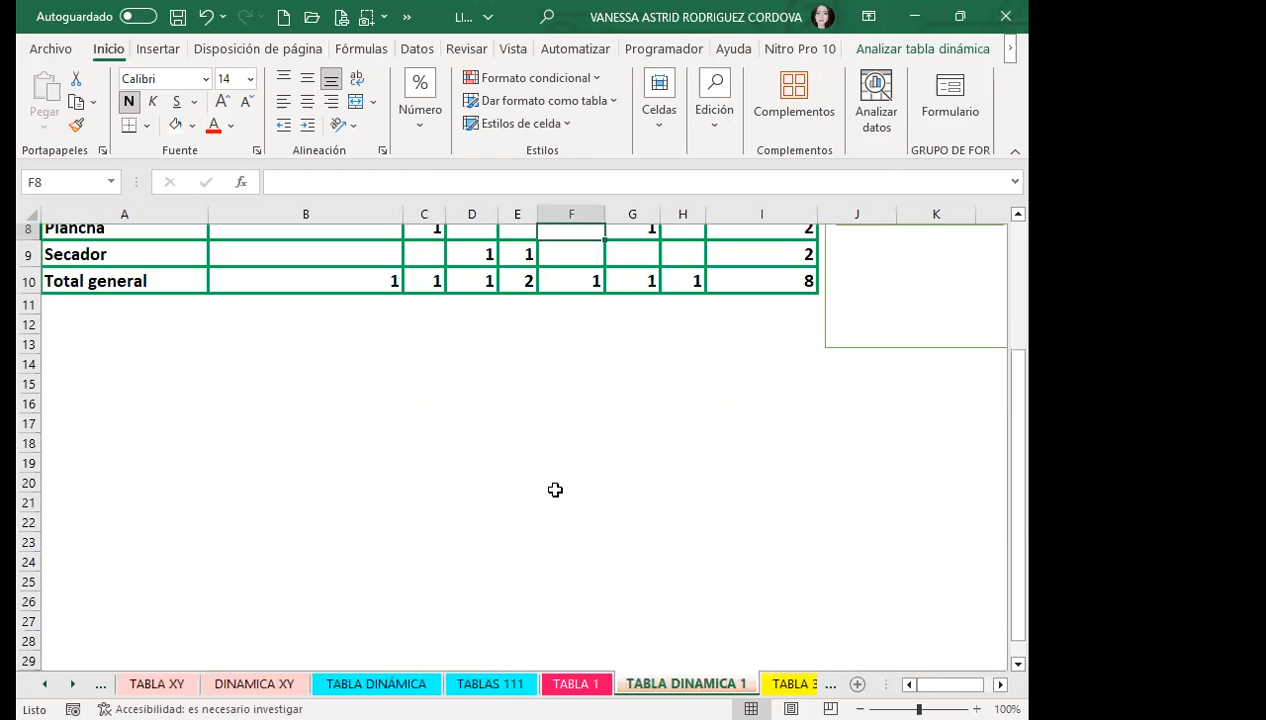 Autoguardado LI... VANESSA ASTRID RODRIGUEZ CORDOVA
Archivo Inicio Insertar Disposición de página Fórmulas Datos Revisar Vista Automatizar Programador Ayuda Nitro Pro 10 Analizar tabla dinámica
Pegar
Calibri 14
N K S
A A
A
Número
%
Formato condicional
Dar formato como tabla
Estilos de celda
Celdas
Edición
Complementos
Analizar
datos
Formulario
Portapapeles Fuente Alineación Estilos Complementos GRUPO DE FOR
F8 fx
A B C D E F G H I J K
8 Plancha 1 1 2
9 Secador 1 1 2
10 Total general 1 1 1 2 1 1 1 8
11
12
13
14
15
16
17
18
19
20
21
22
23
24
25
26
27
28
29
... TABLA XY DINAMICA XY TABLA DINÁMICA TABLAS 111 TABLA 1 TABLA DINAMICA 1 TABLA 3 ...
Listo Accesibilidad: es necesario investigar 100%